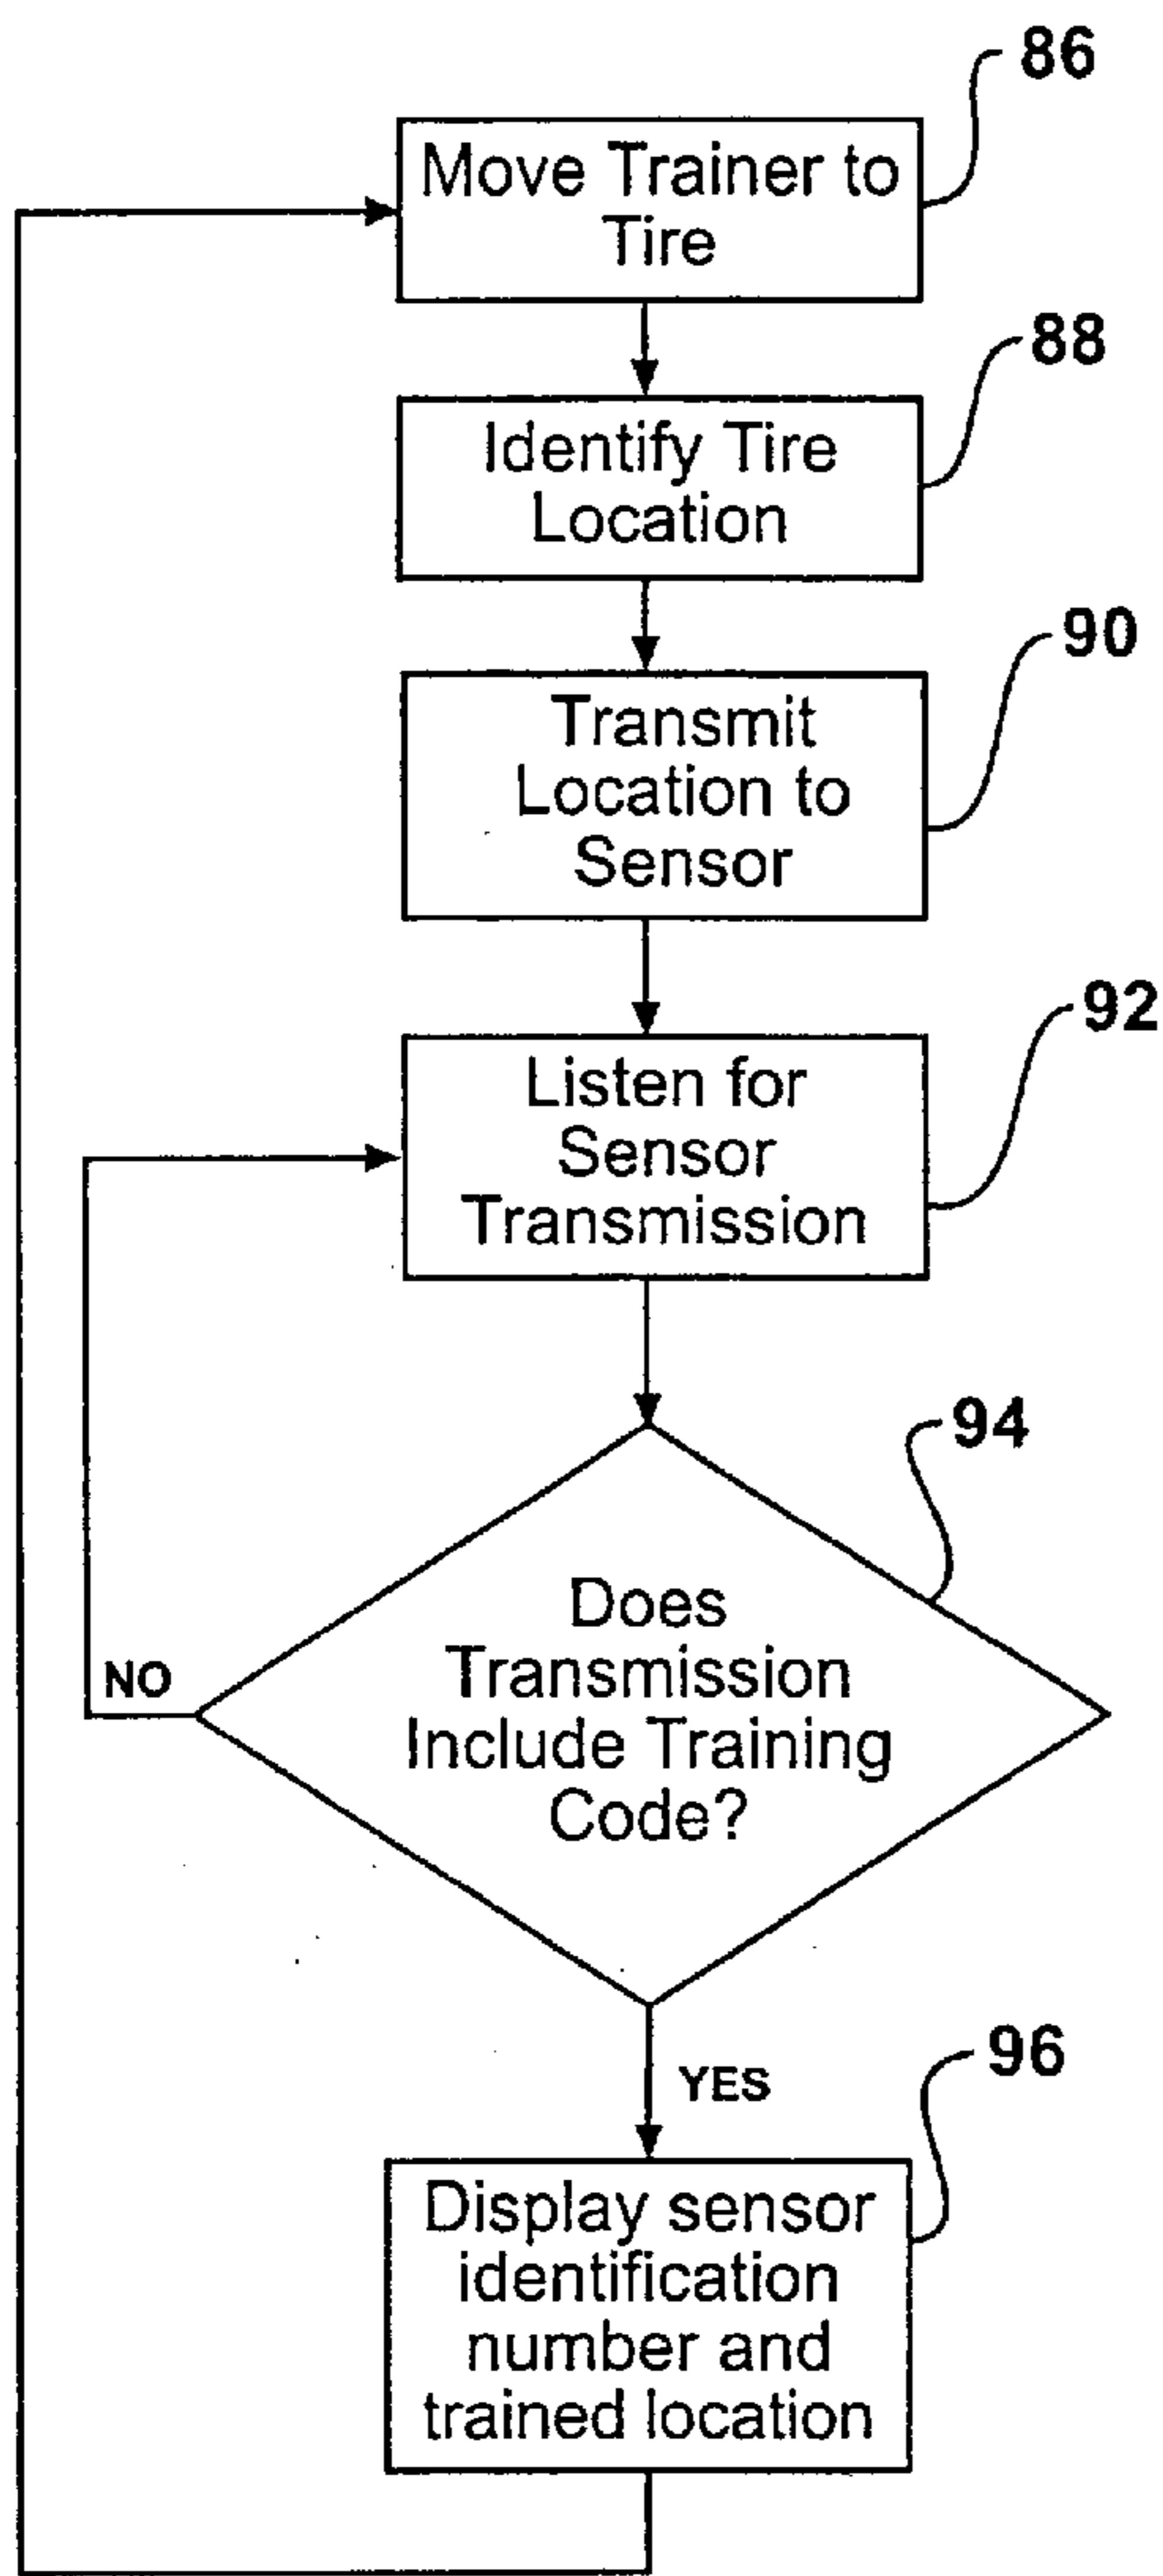 86
Move Trainer to
Tire
88
Identify Tire
Location
90
Transmit
Location to
Sensor
92
Listen for
Sensor
Transmission
94
Does
Transmission
Include Training
Code?
NO
YES
96
Display sensor
identification
number and
trained location